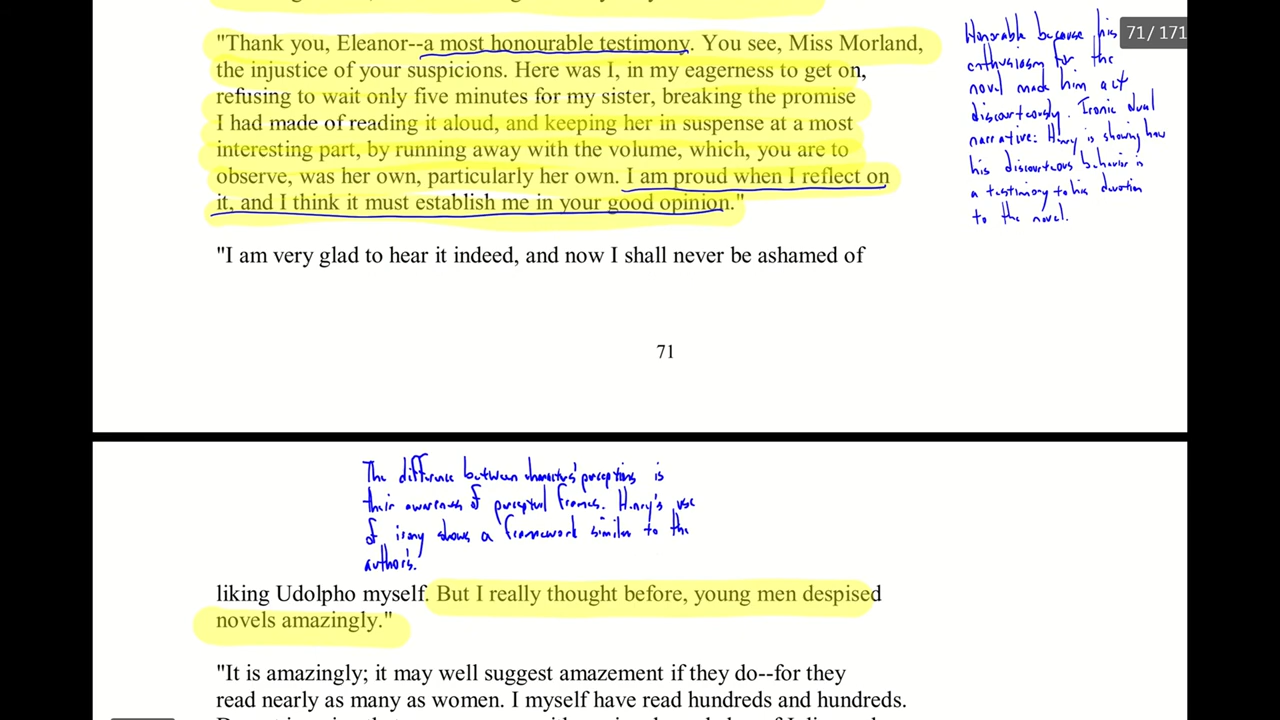 "Thank you, Eleanor--a most honourable testimony. You see, Miss Morland,
the injustice of your suspicions. Here was I, in my eagerness to get on,
refusing to wait only five minutes for my sister, breaking the promise
I had made of reading it aloud, and keeping her in suspense at a most
interesting part, by running away with the volume, which, you are to
observe, was her own, particularly her own. I am proud when I reflect on
it, and I think it must establish me in your good opinion."
"I am very glad to hear it indeed, and now I shall never be ashamed of
71
Honorable because his
enthusiasm for the
novel made him act
discourteously. Ironic dual
narrative: Henry is showing how
his discourteous behavior is
a testimony to his devotion
to the novel.
71/171
The difference between characters' perceptions is
their awareness of perceptual frames. Henry's use
of irony shows a framework similar to the
author's.
liking Udolpho myself. But I really thought before, young men despised
novels amazingly."
"It is amazingly; it may well suggest amazement if they do--for they
read nearly as many as women. I myself have read hundreds and hundreds.